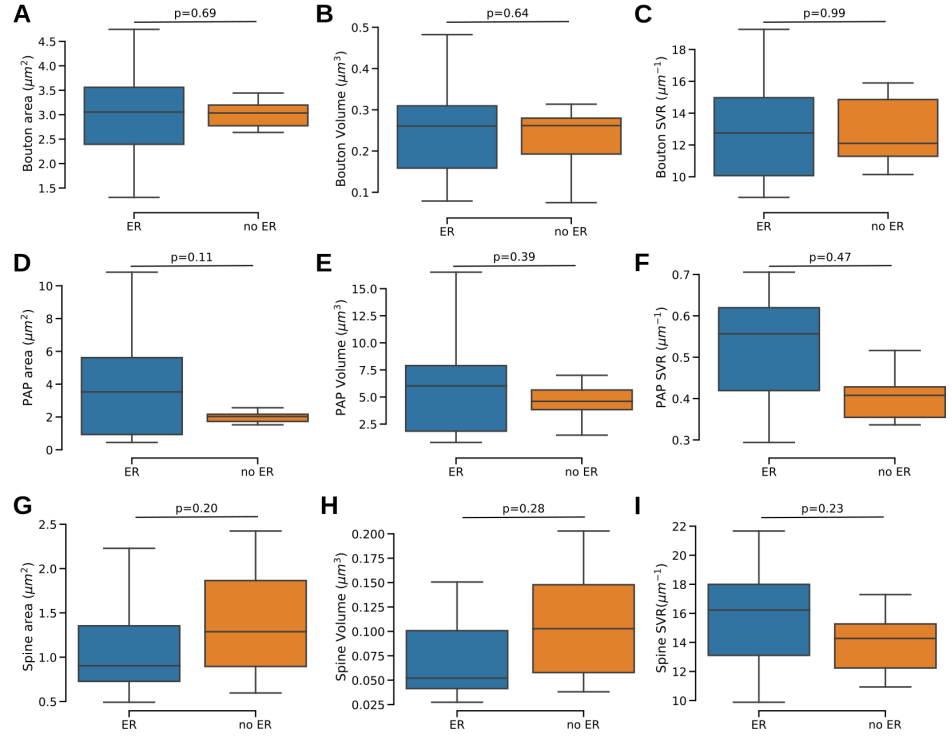 A
p=0.69
Bouton area (μm²)
4.5
4.0
3.5
3.0
2.5
2.0
1.5
ER
no ER
B
p=0.64
Bouton Volume (μm³)
0.5
0.4
0.3
0.2
0.1
ER
no ER
C
p=0.99
Bouton SVR (μm⁻¹)
18
16
14
12
10
ER
no ER
D
p=0.11
PAP area (μm²)
10
8
6
4
2
0
ER
no ER
E
p=0.39
PAP Volume (μm³)
15.0
12.5
10.0
7.5
5.0
2.5
ER
no ER
F
p=0.47
PAP SVR (μm⁻¹)
0.7
0.6
0.5
0.4
0.3
ER
no ER
G
p=0.20
Spine area (μm²)
2.5
2.0
1.5
1.0
0.5
ER
no ER
H
p=0.28
Spine Volume (μm³)
0.200
0.175
0.150
0.125
0.100
0.075
0.050
0.025
ER
no ER
I
p=0.23
Spine SVR(μm⁻¹)
22
20
18
16
14
12
10
ER
no ER